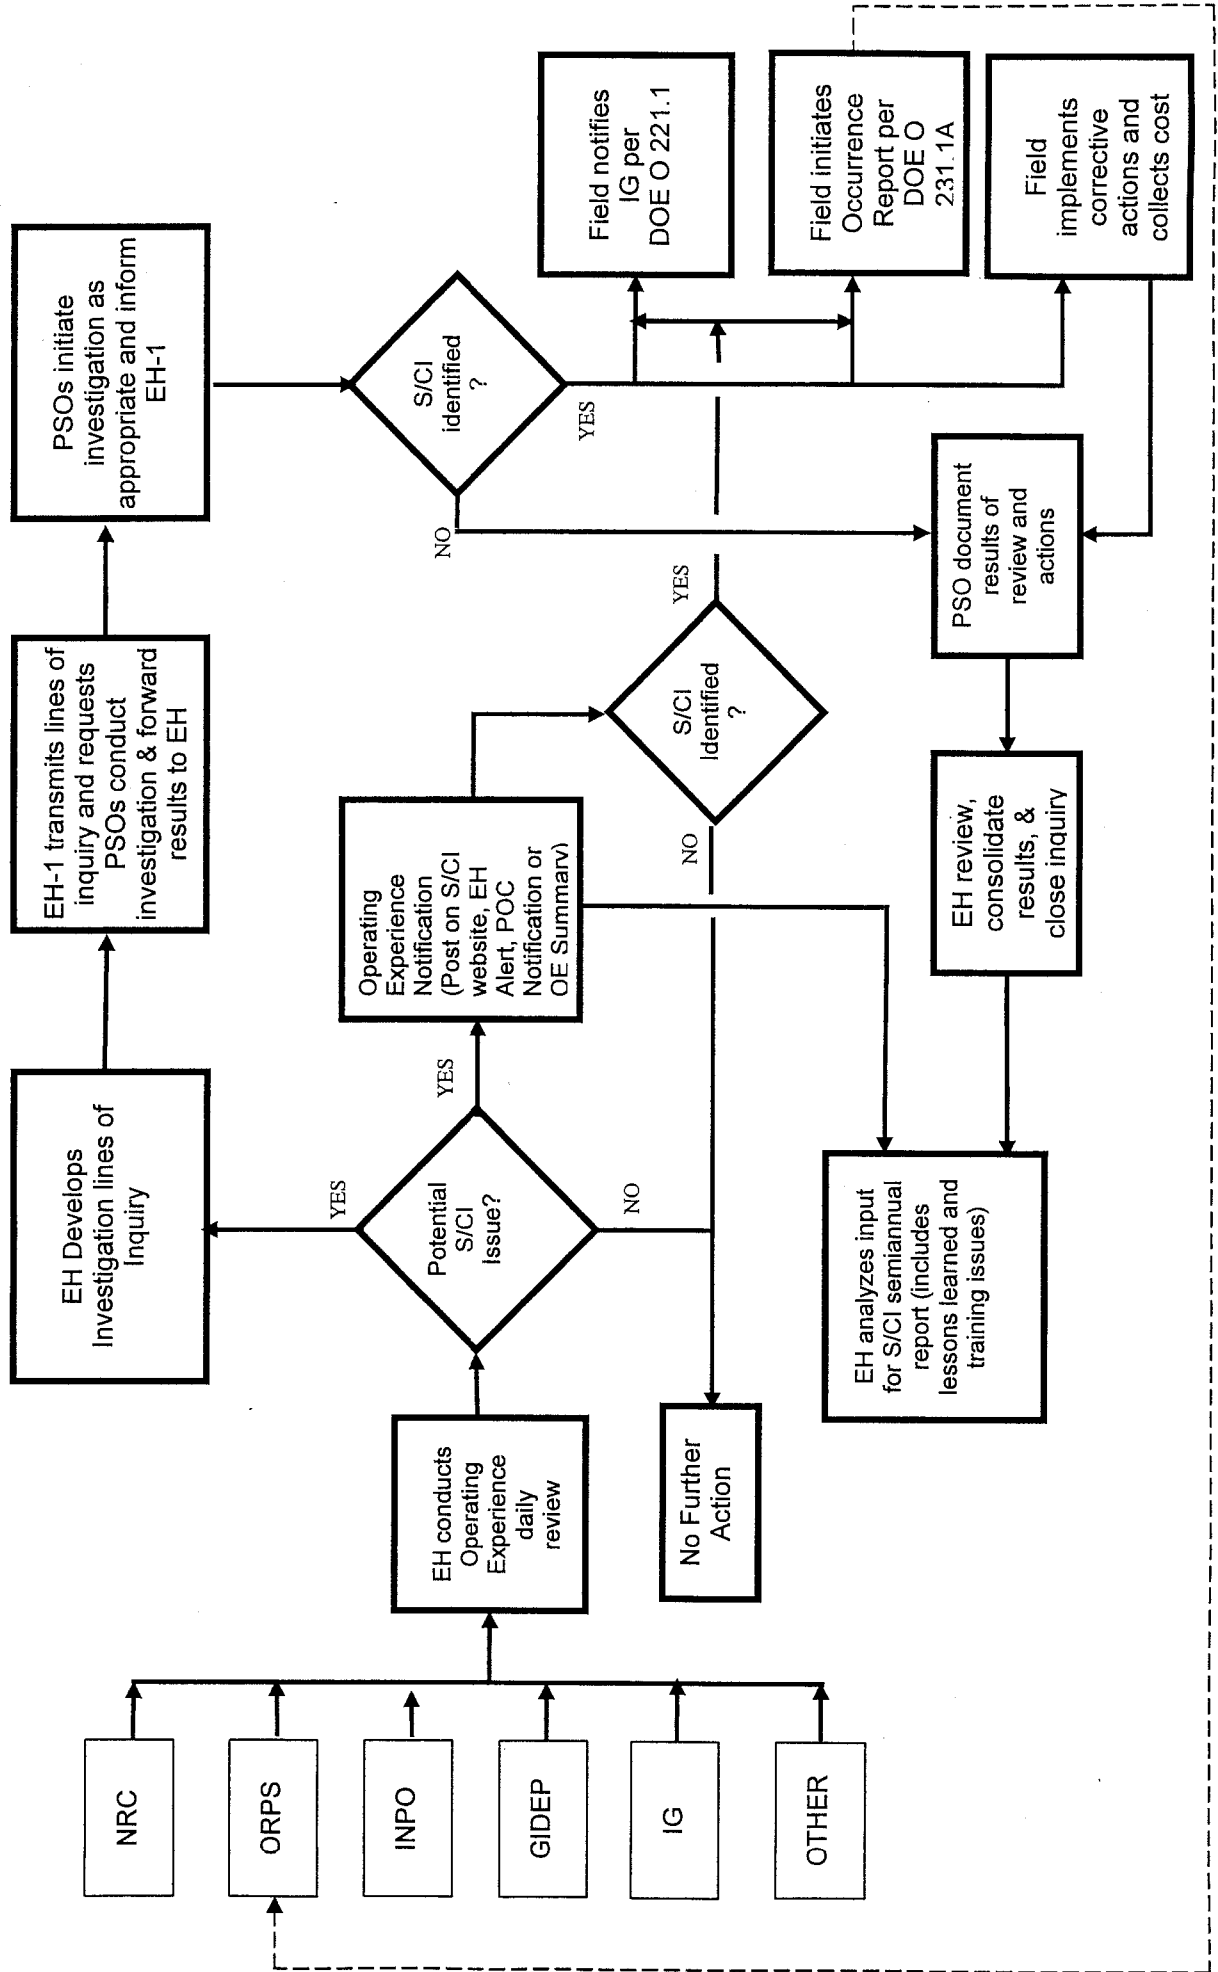 NRC
ORPS
INPO
GIDEP
IG
OTHER
EH conducts
Operating
Experience
daily
review
No Further
Action
EH Develops
Investigation lines of
Inquiry
YES
Potential
S/CI
Issue?
YES
NO
EH analyzes input
for S/CI semiannual
report (includes
lessons learned and
training issues)
EH-1 transmits lines of
inquiry and requests
PSOs conduct
investigation & forward
results to EH
Operating
Experience
Notification
(Post on S/CI
website, EH
Alert, POC
Notification or
OE Summary)
NO
S/CI
Identified
?
YES
EH review,
consolidate
results, &
close inquiry
PSOs initiate
investigation as
appropriate and inform
EH-1
S/CI
identified
?
NO
YES
PSO document
results of
review and
actions
Field notifies
IG per
DOE O 221.1
Field initiates
Occurrence
Report per
DOE O
231.1A
Field
implements
corrective
actions and
collects cost